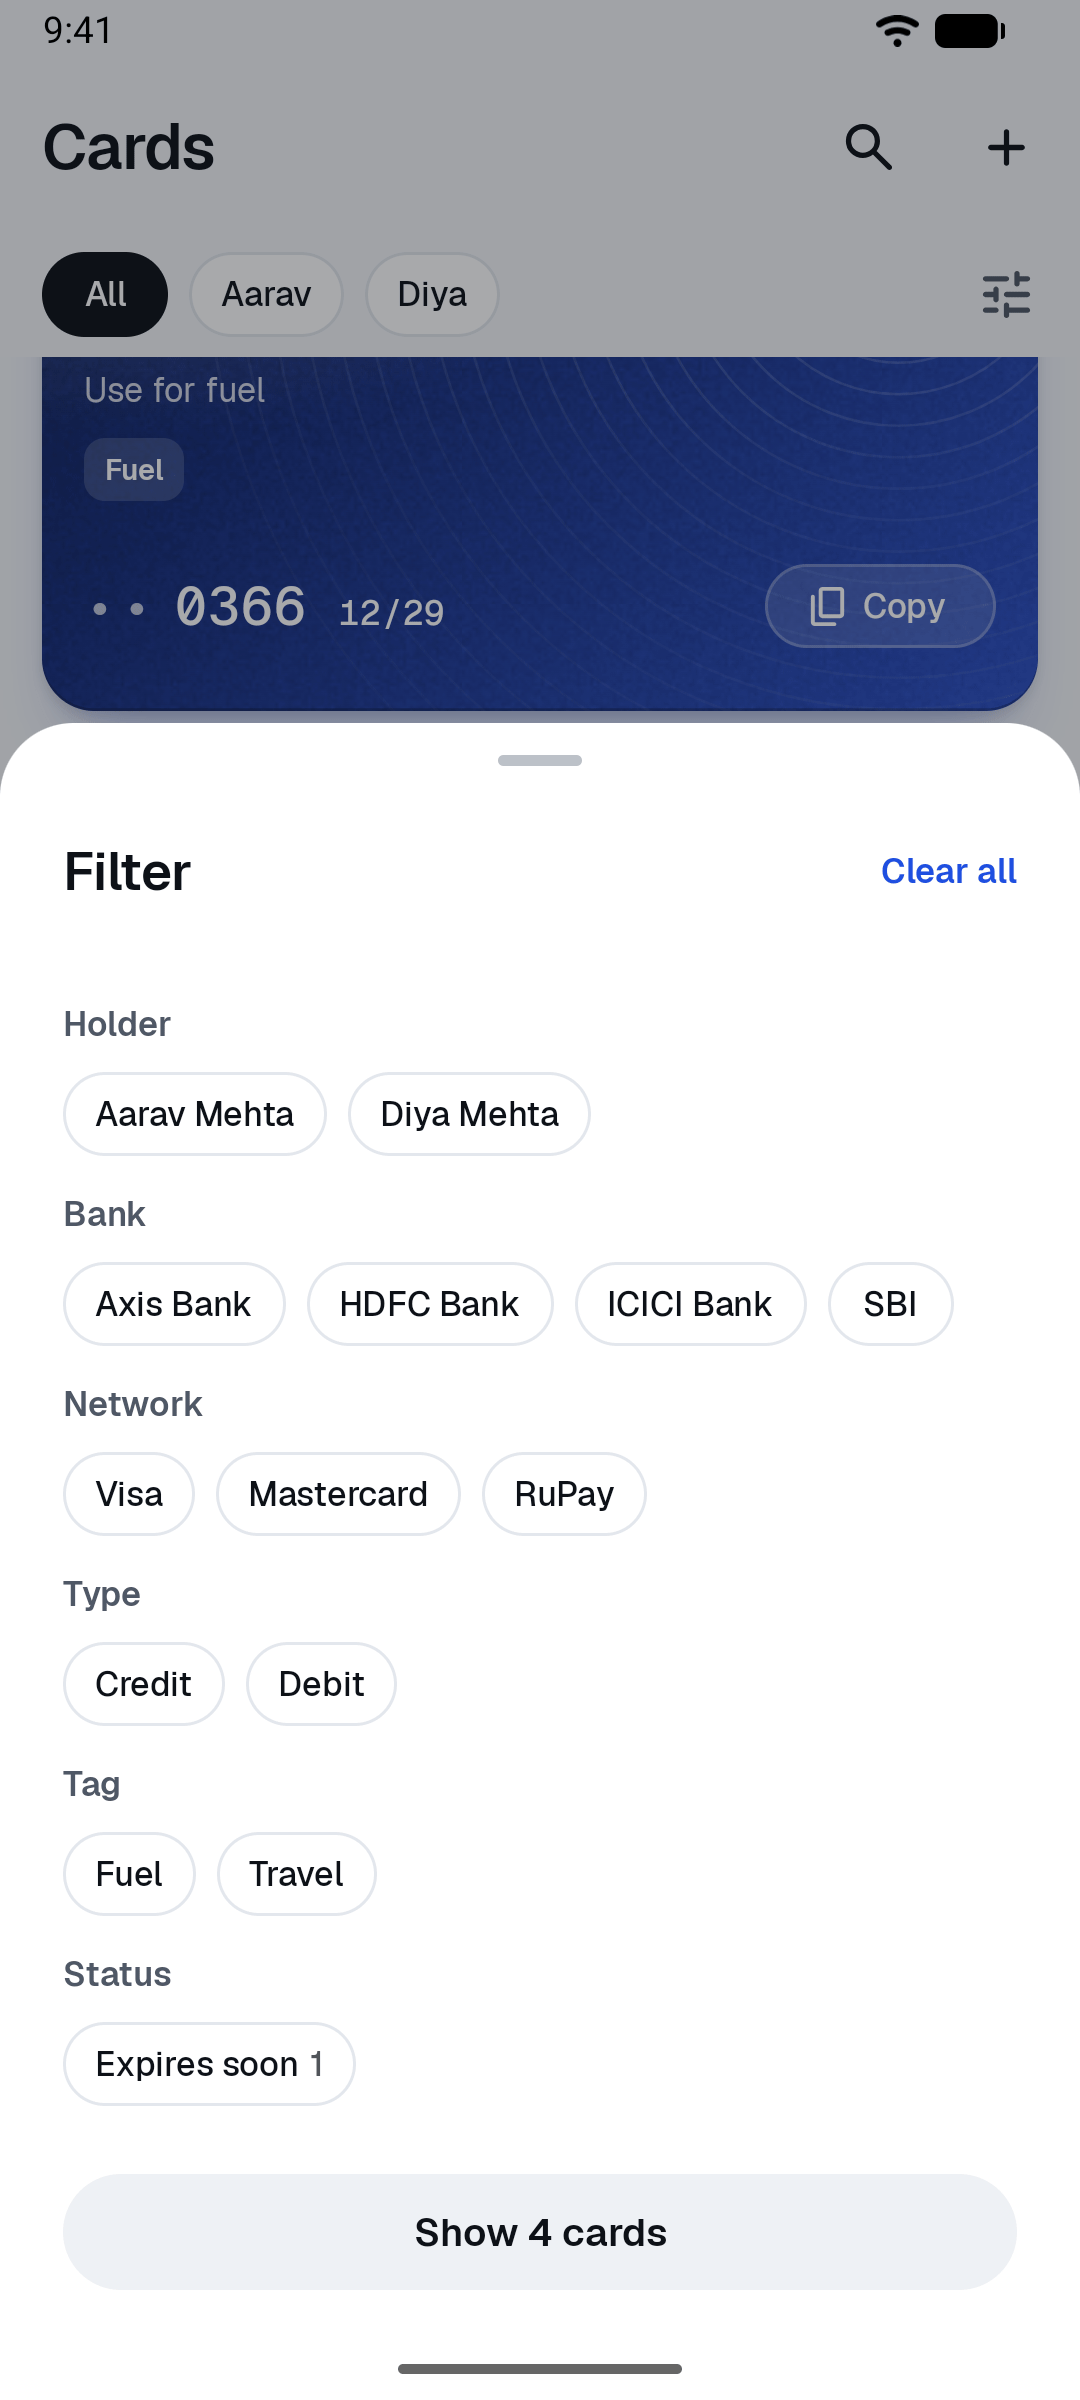 9:41
Cards
All Aarav Diya
Use for fuel
Fuel
•• 0366 12/29 Copy
Filter Clear all
Holder
Aarav Mehta Diya Mehta
Bank
Axis Bank HDFC Bank ICICI Bank SBI
Network
Visa Mastercard RuPay
Type
Credit Debit
Tag
Fuel Travel
Status
Expires soon 1
Show 4 cards